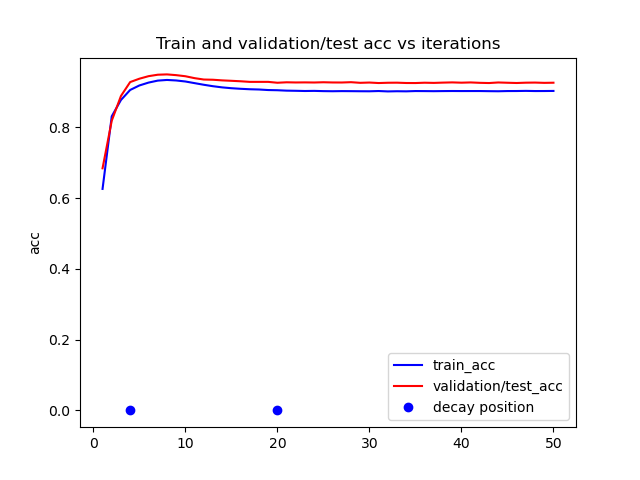 Train and validation/test acc vs iterations
acc
0.8
0.6
0.4
0.2
0.0
train_acc
validation/test_acc
decay position
0 10 20 30 40 50